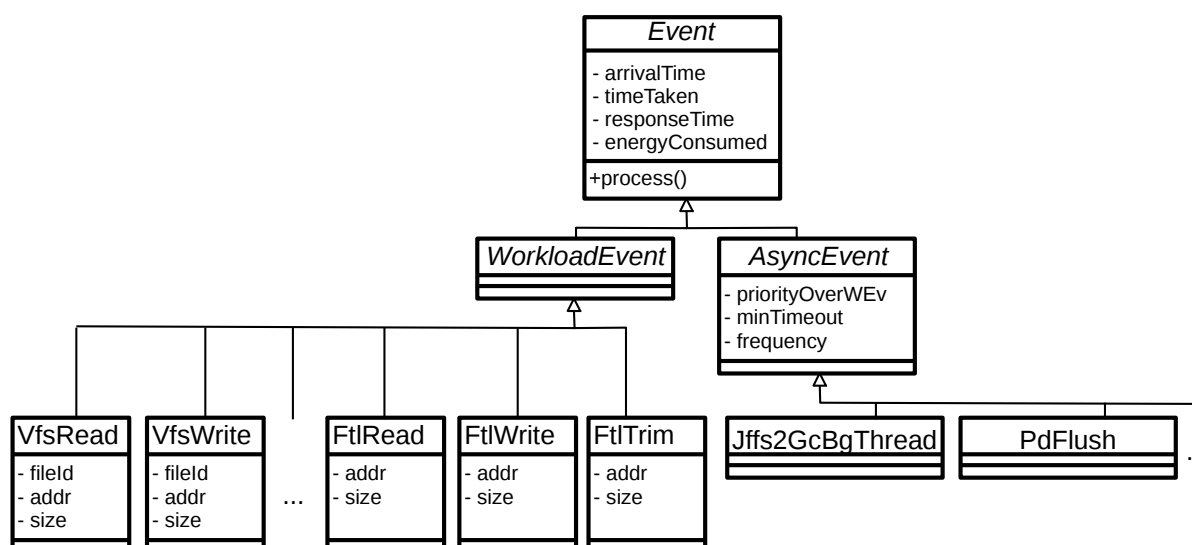 Event
- arrivalTime
- timeTaken
- responseTime
- energyConsumed
+process()
WorkloadEvent
AsyncEvent
- priorityOverWEv
- minTimeout
- frequency
VfsRead
- fileId
- addr
- size
VfsWrite
- fileId
- addr
- size
...
FtlRead
- addr
- size
FtlWrite
- addr
- size
FtlTrim
- addr
- size
Jffs2GcBgThread
PdFlush
.